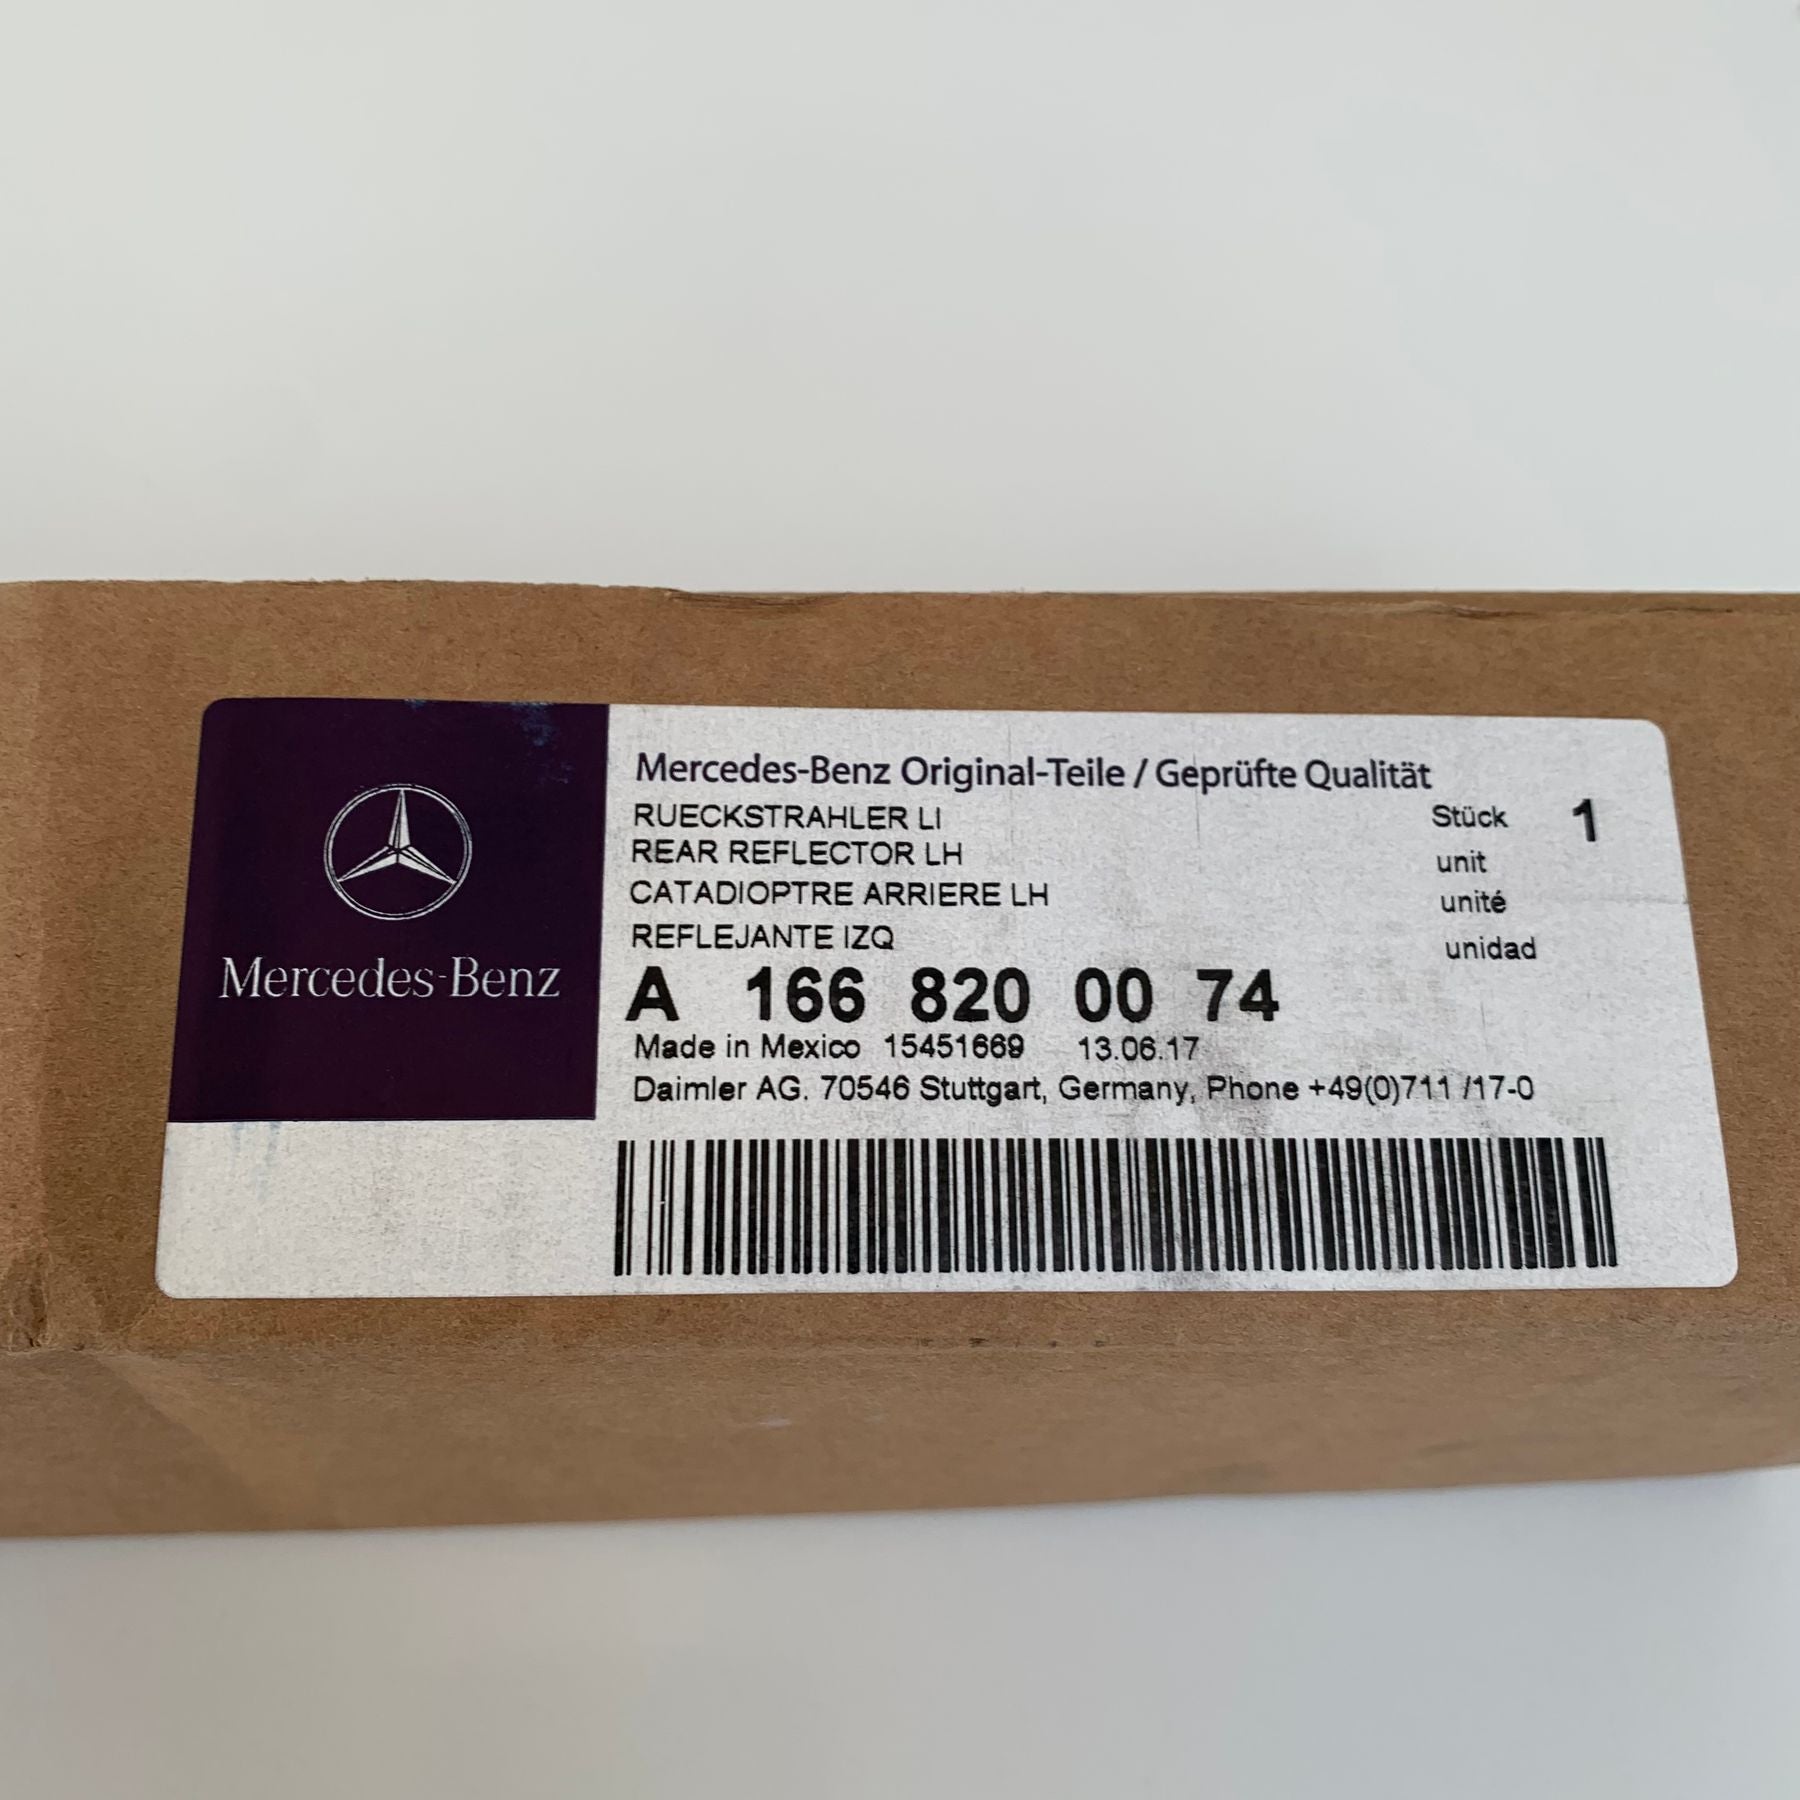 Mercedes-Benz
Mercedes-Benz Original-Teile / Geprüfte Qualität
RUECKSTRAHLER LI Stück 1
REAR REFLECTOR LH unit
CATADIOPTRE ARRIERE LH unité
REFLEJANTE IZQ unidad
A 166 820 00 74
Made in Mexico 15451669 13.06.17
Daimler AG. 70546 Stuttgart, Germany, Phone +49(0)711 /17-0